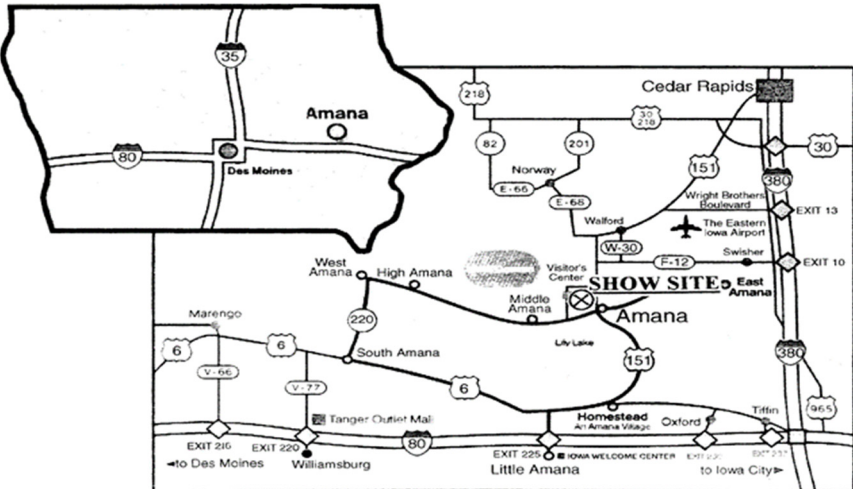 35
Amana
80
Des Moines
218
30
218
Cedar Rapids
82
201
30
151
Norway
380
E-66
E-68
Wright Brothers
Boulevard
EXIT 13
Walford
The Eastern
Iowa Airport
W-30
Swisher
F-12
EXIT 10
West
Amana
High Amana
Visitor's
Center
SHOW SITE
East
Amana
Middle
Amana
Amana
Marengo
220
Lily Lake
6
6
South Amana
151
380
V-66
V-77
6
965
Tanger Outlet Mall
Homestead
An Amana Village
Oxford
Tiffin
EXIT 216
EXIT 220
80
EXIT 225
IOWA WELCOME CENTER
to Des Moines
Williamsburg
Little Amana
to Iowa City